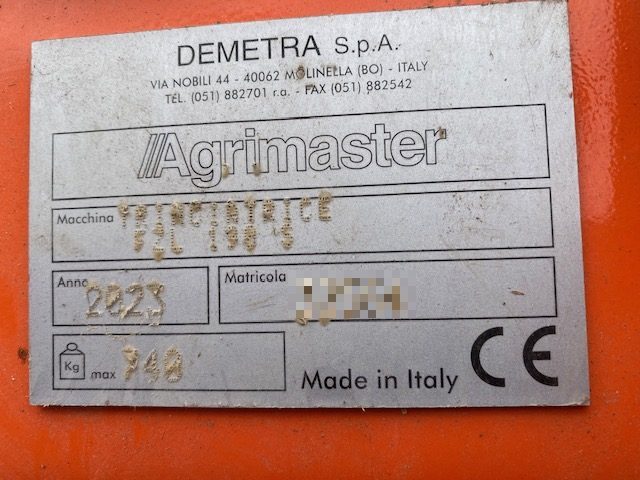 DEMETRA S.p.A.
VIA NOBILI 44 - 40062 MOLINELLA (BO) - ITALY
TEL. (051) 882701 r.a. - FAX (051) 882542
Agrimaster
Macchina TRINCIATRICE
FZL 190 S
Anno 2023
Matricola
Kg max 740
Made in Italy
CE